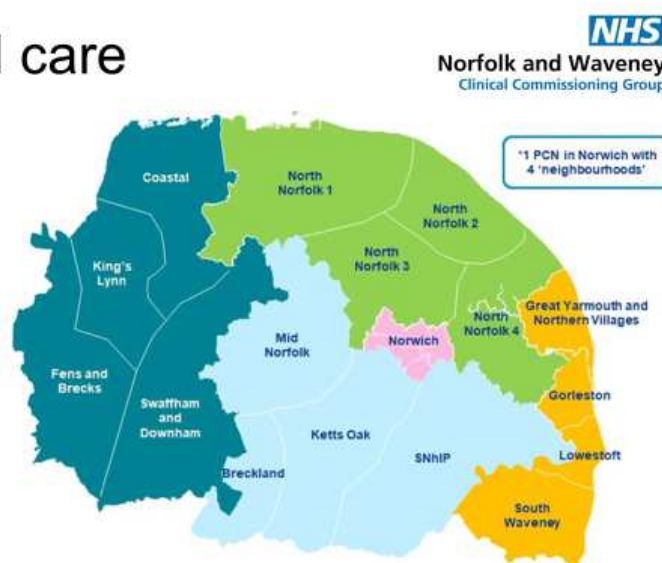 care
NHS
Norfolk and Waveney
Clinical Commissioning Group
*1 PCN in Norwich with
4 'neighbourhoods'
Coastal
North
Norfolk 1
North
Norfolk 2
King's
Lynn
North
Norfolk 3
Great Yarmouth and
Northern Villages
North
Norfolk 4
Norwich
Mid
Norfolk
Fens and
Brecks
Gorleston
Swaffham
and
Downham
Ketts Oak
Lowestoft
SNhIP
Breckland
South
Waveney